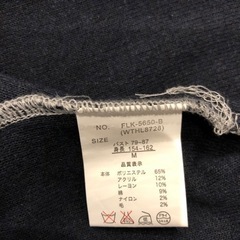 NO. FLK-5650-B
(WTHL8728)
SIZE バスト 79-87
身長 154-162
M
品質表示
本体 ポリエステル 65%
アクリル 12%
レーヨン 10%
綿 9%
ナイロン 2%
毛 2%